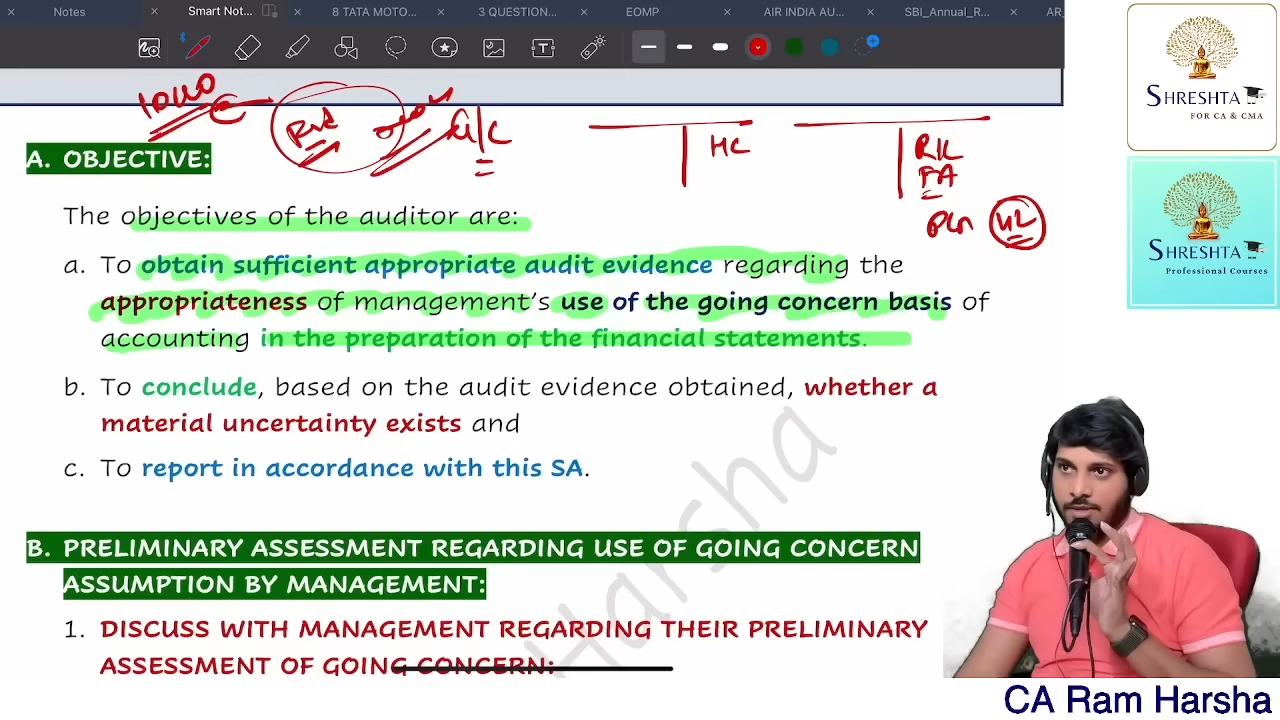 Notes
Smart Not...
8 TATA MOTO...
3 QUESTION...
EOMP
AIR INDIA AU...
SBI_Annual_R...
AR_
SHRESHTA
FOR CA & CMA
SHRESHTA
Professional Courses
HC
A. OBJECTIVE:
The objectives of the auditor are:
a. To obtain sufficient appropriate audit evidence regarding the
appropriateness of management's use of the going concern basis of
accounting in the preparation of the financial statements.
b. To conclude, based on the audit evidence obtained, whether a
material uncertainty exists and
c. To report in accordance with this SA.
Harsha
B. PRELIMINARY ASSESSMENT REGARDING USE OF GOING CONCERN
ASSUMPTION BY MANAGEMENT:
1. DISCUSS WITH MANAGEMENT REGARDING THEIR PRELIMINARY
ASSESSMENT OF GOING CONCERN:
CA Ram Harsha